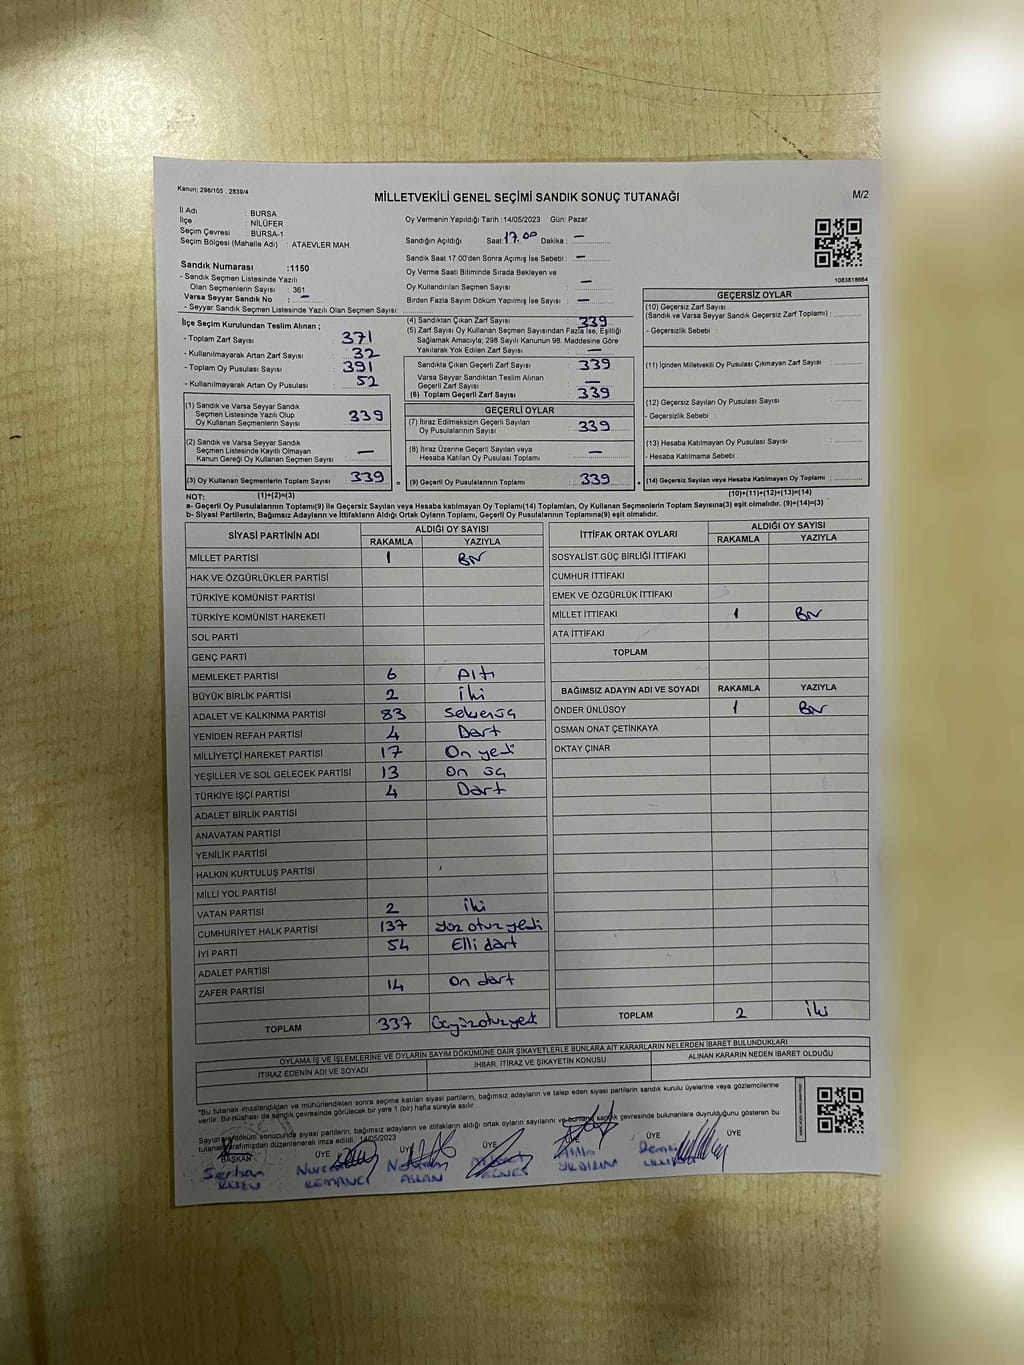 Kanun; 298/105 . 2839/4
MİLLETVEKİLİ GENEL SEÇİMİ SANDIK SONUÇ TUTANAĞI
M/2
İl Adı : BURSA
İlçe : NİLÜFER
Seçim Çevresi : BURSA-1
Seçim Bölgesi (Mahalle Adı) : ATAEVLER MAH.
Oy Vermenin Yapıldığı Tarih :14/05/2023 Gün: Pazar
Sandığın Açıldığı Saat: 17.00 Dakika : —
Sandık Saat 17:00'den Sonra Açımış İse Sebebi : —
Oy Verme Saati Bitiminde Sırada Bekleyen ve
Oy Kullandırılan Seçmen Sayısı : —
Birden Fazla Sayım Döküm Yapılmış İse Sayısı : —
1083818664
Sandık Numarası :1150
- Sandık Seçmen Listesinde Yazılı
Olan Seçmenlerin Sayısı : 361
Varsa Seyyar Sandık No : —
- Seyyar Sandık Seçmen Listesinde Yazılı Olan Seçmen Sayısı:
İlçe Seçim Kurulundan Teslim Alınan ;
- Toplam Zarf Sayısı : 371
- Kullanılmayarak Artan Zarf Sayısı : 32
- Toplam Oy Pusulası Sayısı : 391
- Kullanılmayarak Artan Oy Pusulası : 52
(1) Sandık ve Varsa Seyyar Sandık
Seçmen Listesinde Yazılı Olup
Oy Kullanan Seçmenlerin Sayısı : 339
(2) Sandık ve Varsa Seyyar Sandık
Seçmen Listesinde Kayıtlı Olmayan
Kanun Gereği Oy Kullanan Seçmen Sayısı : —
(3) Oy Kullanan Seçmenlerin Toplam Sayısı : 339
(4) Sandıktan Çıkan Zarf Sayısı : 339
(5) Zarf Sayısı Oy Kullanan Seçmen Sayısından Fazla İse, Eşitliği
Sağlamak Amacıyla; 298 Sayılı Kanunun 98. Maddesine Göre
Yakılarak Yok Edilen Zarf Sayısı : —
Sandıkta Çıkan Geçerli Zarf Sayısı : 339
Varsa Seyyar Sandıktan Teslim Alınan
Geçerli Zarf Sayısı : —
(6) Toplam Geçerli Zarf Sayısı : 339
GEÇERLİ OYLAR
(7) İtiraz Edilmeksizin Geçerli Sayılan
Oy Pusulalarının Sayısı : 339
(8) İtiraz Üzerine Geçerli Sayılan veya
Hesaba Katılan Oy Pusulası Toplamı : —
= (9) Geçerli Oy Pusulalarının Toplamı : 339
GEÇERSİZ OYLAR
(10) Geçersiz Zarf Sayısı
(Sandık ve Varsa Seyyar Sandık Geçersiz Zarf Toplamı) :
- Geçersizlik Sebebi :
(11) İçinden Milletvekili Oy Pusulası Çıkmayan Zarf Sayısı :
(12) Geçersiz Sayılan Oy Pusulası Sayısı :
- Geçersizlik Sebebi :
(13) Hesaba Katılmayan Oy Pusulası Sayısı :
- Hesaba Katılmama Sebebi :
+ (14) Geçersiz Sayılan veya Hesaba Katılmayan Oy Toplamı :
NOT: (1)+(2)=(3) (10)+(11)+(12)+(13)=(14)
a- Geçerli Oy Pusulalarının Toplamı(9) ile Geçersiz Sayılan veya Hesaba katılmayan Oy Toplamı(14) Toplamları, Oy Kullanan Seçmenlerin Toplam Sayısına(3) eşit olmalıdır. (9)+(14)=(3)
b- Siyasi Partilerin, Bağımsız Adayların ve İttifakların Aldığı Ortak Oyların Toplamı, Geçerli Oy Pusulalarının Toplamına(9) eşit olmalıdır.
SİYASİ PARTİNİN ADI ALDIĞI OY SAYISI
RAKAMLA YAZIYLA
MİLLET PARTİSİ 1 Bir
HAK VE ÖZGÜRLÜKLER PARTİSİ
TÜRKİYE KOMÜNİST PARTİSİ
TÜRKİYE KOMÜNİST HAREKETİ
SOL PARTİ
GENÇ PARTİ
MEMLEKET PARTİSİ 6 Altı
BÜYÜK BİRLİK PARTİSİ 2 iki
ADALET VE KALKINMA PARTİSİ 83 Seksenüç
YENİDEN REFAH PARTİSİ 4 Dört
MİLLİYETÇİ HAREKET PARTİSİ 17 On yedi
YEŞİLLER VE SOL GELECEK PARTİSİ 13 On üç
TÜRKİYE İŞÇİ PARTİSİ 4 Dört
ADALET BİRLİK PARTİSİ
ANAVATAN PARTİSİ
YENİLİK PARTİSİ
HALKIN KURTULUŞ PARTİSİ
MİLLİ YOL PARTİSİ
VATAN PARTİSİ 2 iki
CUMHURİYET HALK PARTİSİ 137 yüz otuz yedi
İYİ PARTİ 54 Elli dört
ADALET PARTİSİ
ZAFER PARTİSİ 14 On dört
TOPLAM 337 Üçyüzotuzyedi
İTTİFAK ORTAK OYLARI ALDIĞI OY SAYISI
RAKAMLA YAZIYLA
SOSYALİST GÜÇ BİRLİĞİ İTTİFAKI
CUMHUR İTTİFAKI
EMEK VE ÖZGÜRLÜK İTTİFAKI
MİLLET İTTİFAKI 1 Bir
ATA İTTİFAKI
TOPLAM
BAĞIMSIZ ADAYIN ADI VE SOYADI RAKAMLA YAZIYLA
ÖNDER ÜNLÜSOY 1 Bir
OSMAN ONAT ÇETİNKAYA
OKTAY ÇINAR
TOPLAM 2 iki
OYLAMA İŞ VE İŞLEMLERİNE VE OYLARIN SAYIM DÖKÜMÜNE DAİR ŞİKAYETLERLE BUNLARA AİT KARARLARIN NELERDEN İBARET BULUNDUKLARI
İTİRAZ EDENİN ADI VE SOYADI İHBAR, İTİRAZ VE ŞİKAYETİN KONUSU ALINAN KARARIN NEDEN İBARET OLDUĞU
*Bu tutanak imzalandıktan ve mühürlendikten sonra seçime katılan siyasi partilerin, bağımsız adayların ve talep eden siyasi partilerin sandık kurulu üyelerine veya gözlemcilerine
verilir. Bir nüshası da sandık çevresinde görülecek bir yere 1 (bir) hafta süreyle asılır.
Sayım ve döküm sonucunda siyasi partilerin, bağımsız adayların ve ittifakların aldığı ortak oyların sayılarını ve sandık çevresinde bulunanlara duyrulduğunu gösteren bu
tutanak tarafımızdan düzenlenerek imza edildi. 14/05/2023
BAŞKAN ÜYE ÜYE ÜYE ÜYE ÜYE ÜYE
Serkan
KUZU KEMANCI ASLAN YILDIRIM